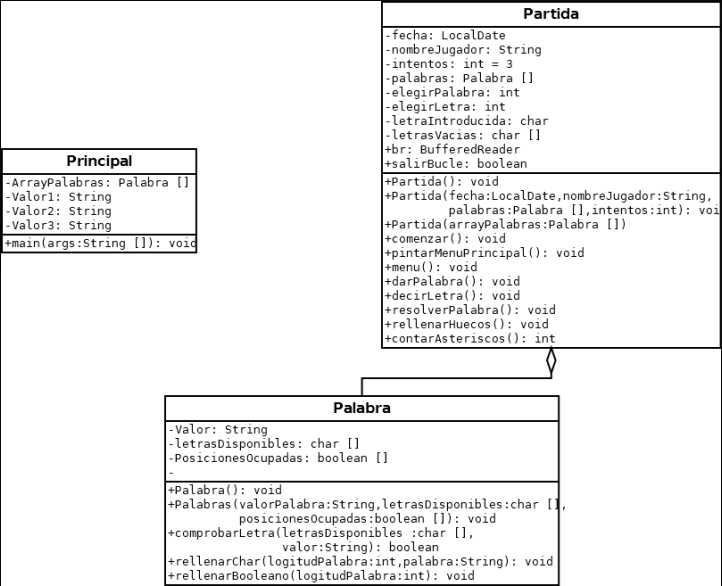 Partida
-fecha: LocalDate
-nombreJugador: String
-intentos: int = 3
-palabras: Palabra []
-elegirPalabra: int
-elegirLetra: int
-letraIntroducida: char
-letrasVacias: char []
+br: BufferedReader
+salirBucle: boolean
+Partida(): void
+Partida(fecha:LocalDate,nombreJugador:String,
palabras:Palabra [],intentos:int): voi
+Partida(arrayPalabras:Palabra [])
+comenzar(): void
+pintarMenuPrincipal(): void
+menu(): void
+darPalabra(): void
+decirLetra(): void
+resolverPalabra(): void
+rellenarHuecos(): void
+contarAsteriscos(): int
Principal
-ArrayPalabras: Palabra []
-Valor1: String
-Valor2: String
-Valor3: String
+main(args:String []): void
Palabra
-Valor: String
-letrasDisponibles: char []
-PosicionesOcupadas: boolean []
-
+Palabra(): void
+Palabras(valorPalabra:String,letrasDisponibles:char [],
posicionesOcupadas:boolean []): void
+comprobarLetra(letrasDisponibles :char [],
valor:String): boolean
+rellenarChar(logitudPalabra:int,palabra:String): void
+rellenarBooleano(logitudPalabra:int): void